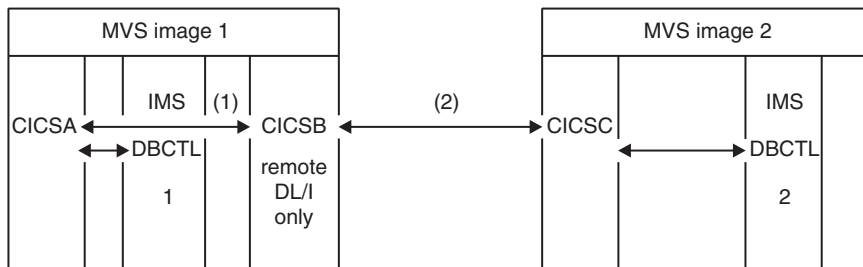 MVS image 1
MVS image 2
IMS (1) (2) IMS
CICSA CICSB CICSC
DBCTL DBCTL
remote
DL/I
1 2
only